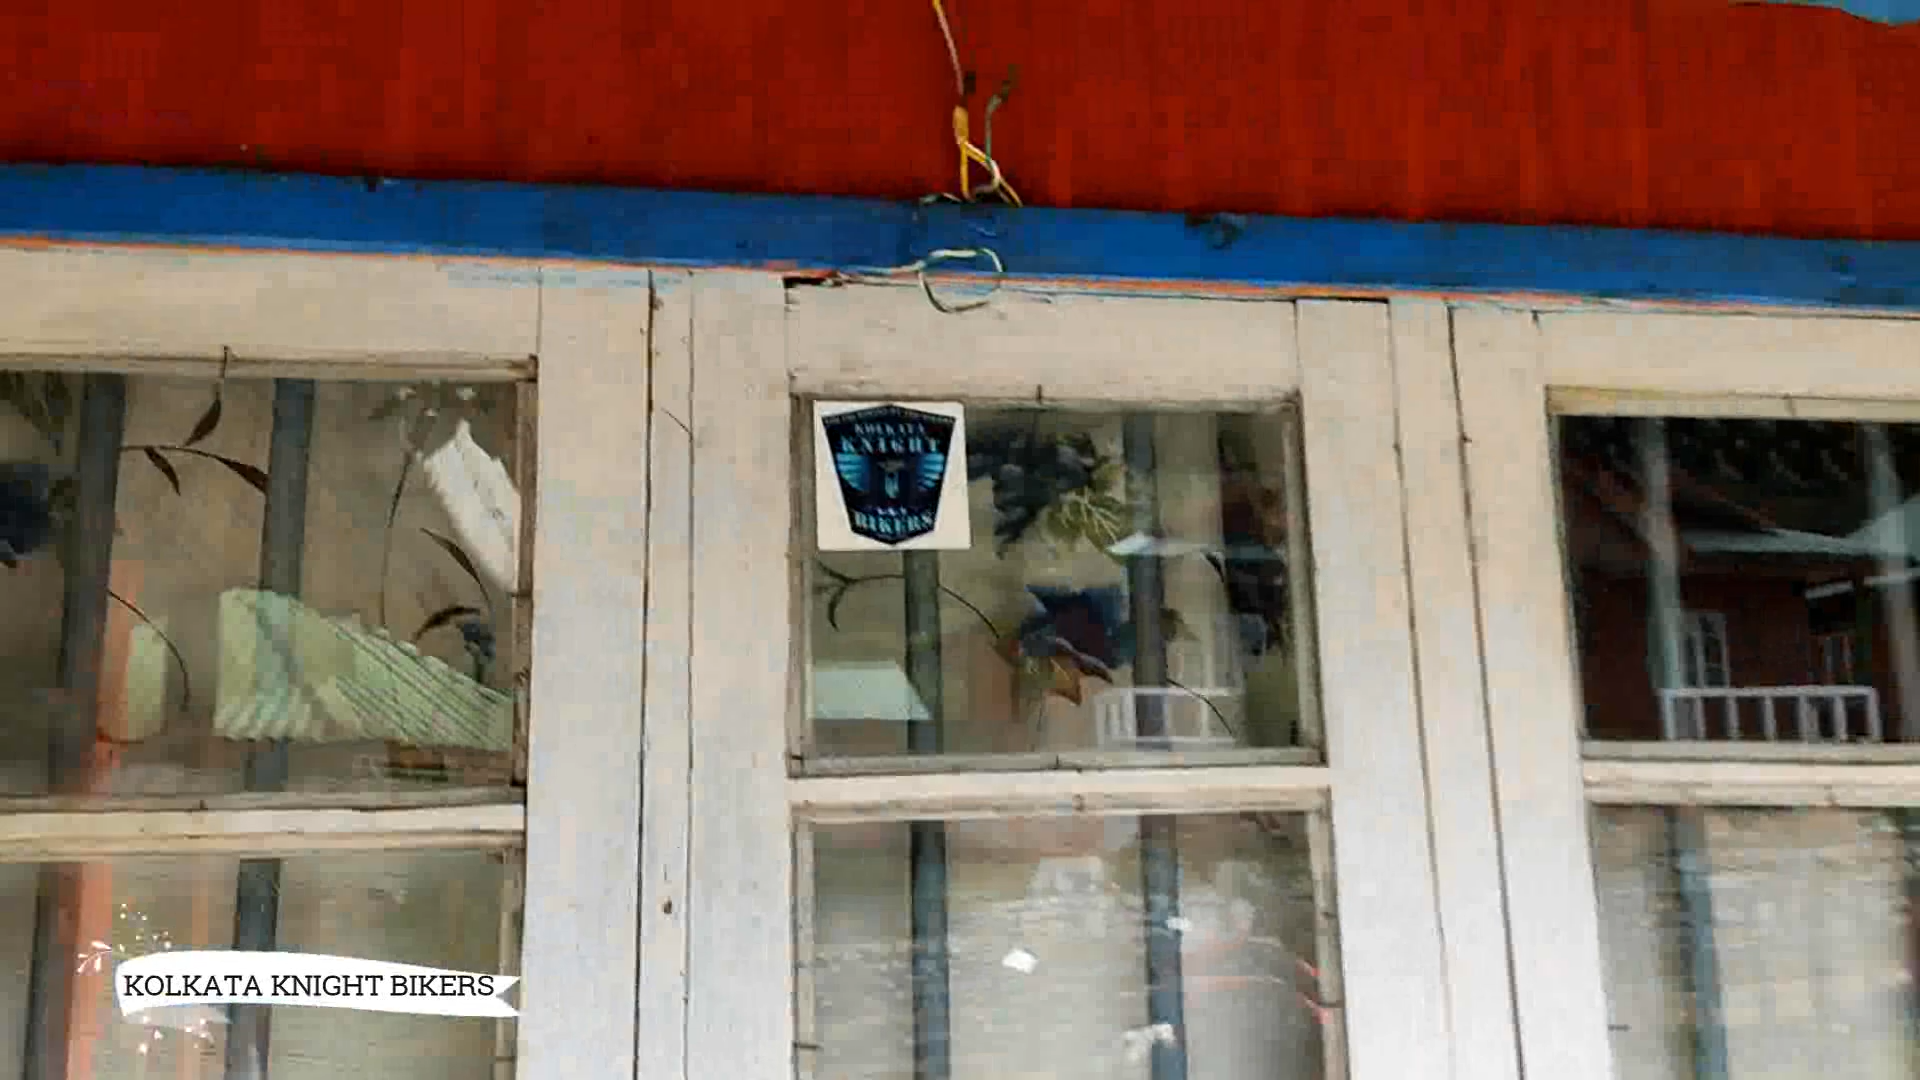 KOLKATA
KNIGHT
BIKERS
KOLKATA KNIGHT BIKERS